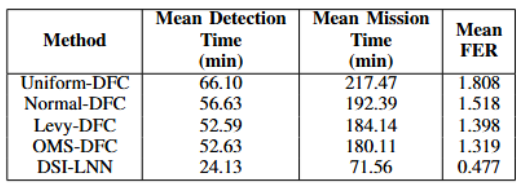 Method Mean Detection Time (min) Mean Mission Time (min) Mean FER
Uniform-DFC 66.10 217.47 1.808
Normal-DFC 56.63 192.39 1.518
Levy-DFC 52.59 184.14 1.398
OMS-DFC 52.63 180.11 1.319
DSI-LNN 24.13 71.56 0.477